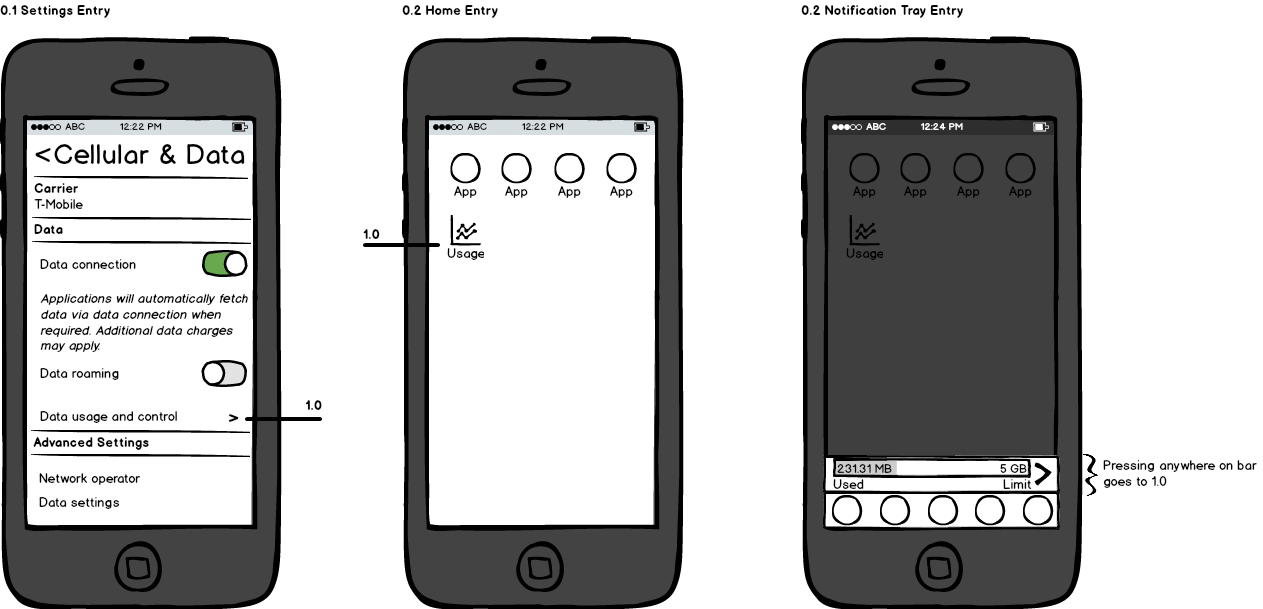 0.1 Settings Entry
ABC 12:22 PM
<Cellular & Data
Carrier
T-Mobile
Data
Data connection
Applications will automatically fetch
data via data connection when
required. Additional data charges
may apply.
Data roaming
Data usage and control >
1.0
Advanced Settings
Network operator
Data settings
0.2 Home Entry
ABC 12:22 PM
App App App App
1.0
Usage
0.2 Notification Tray Entry
ABC 12:24 PM
App App App App
Usage
231.31 MB 5 GB
Used Limit
Pressing anywhere on bar
goes to 1.0